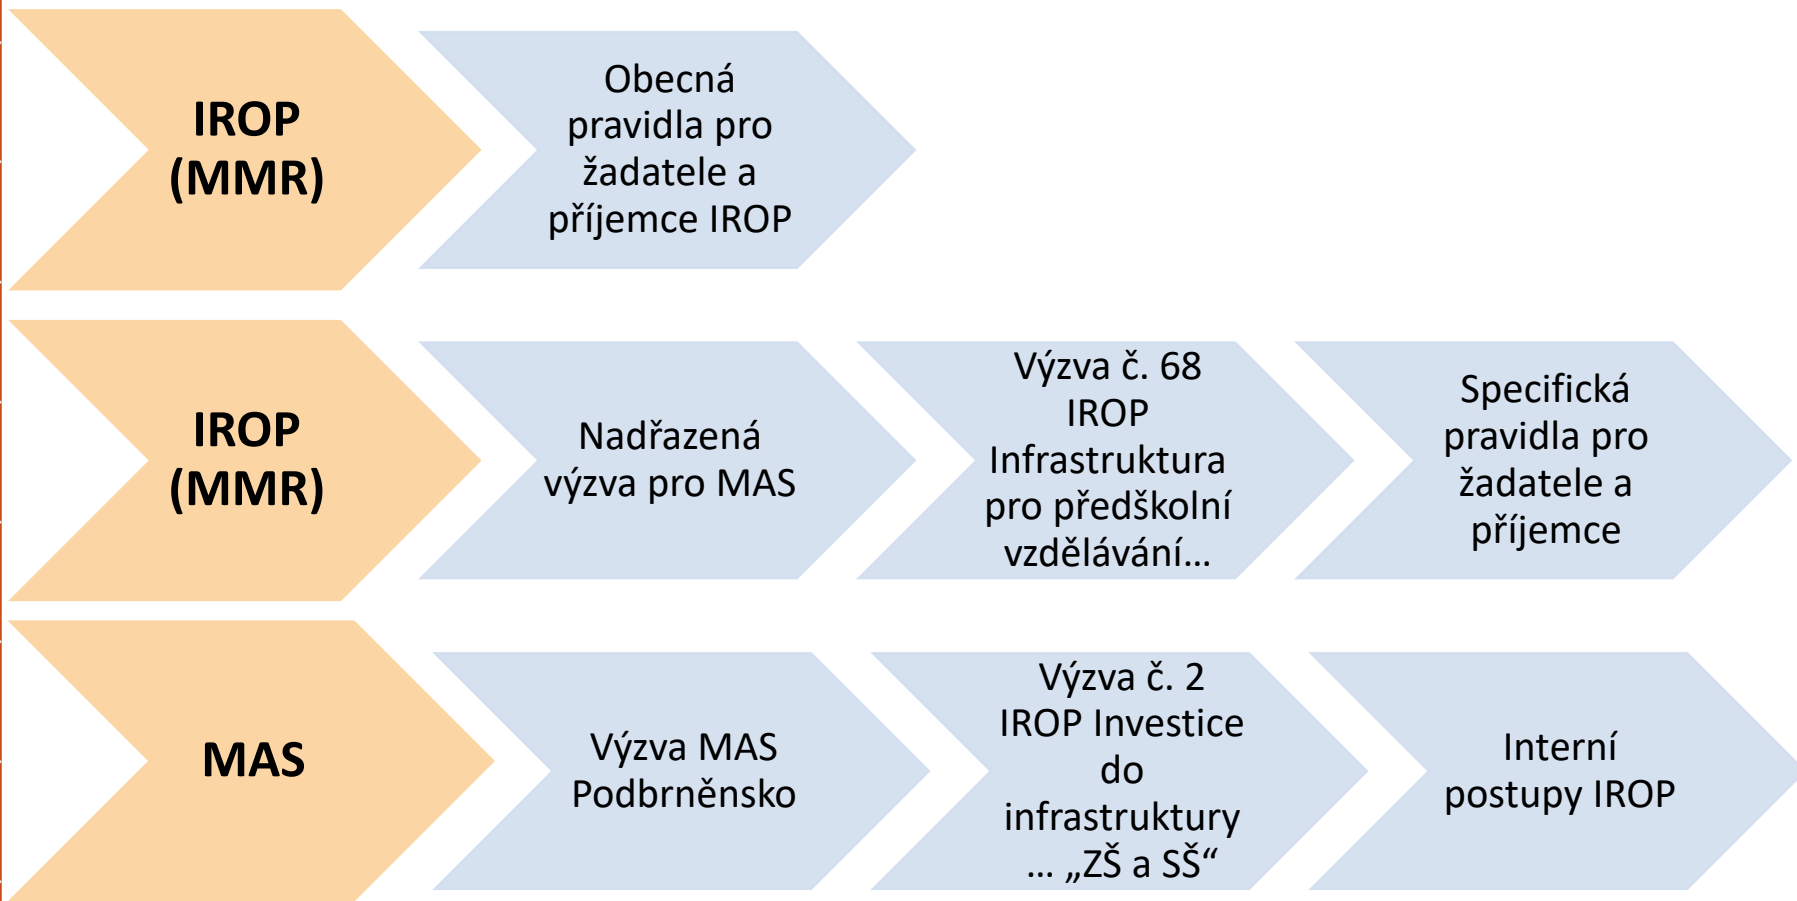 IROP
(MMR)
Obecná
pravidla pro
žadatele a
příjemce IROP
IROP
(MMR)
Nadřazená
výzva pro MAS
Výzva č. 68
IROP
Infrastruktura
pro předškolní
vzdělávání…
Specifická
pravidla pro
žadatele a
příjemce
MAS
Výzva MAS
Podbrněnsko
Výzva č. 2
IROP Investice
do
infrastruktury
… „ZŠ a SŠ“
Interní
postupy IROP